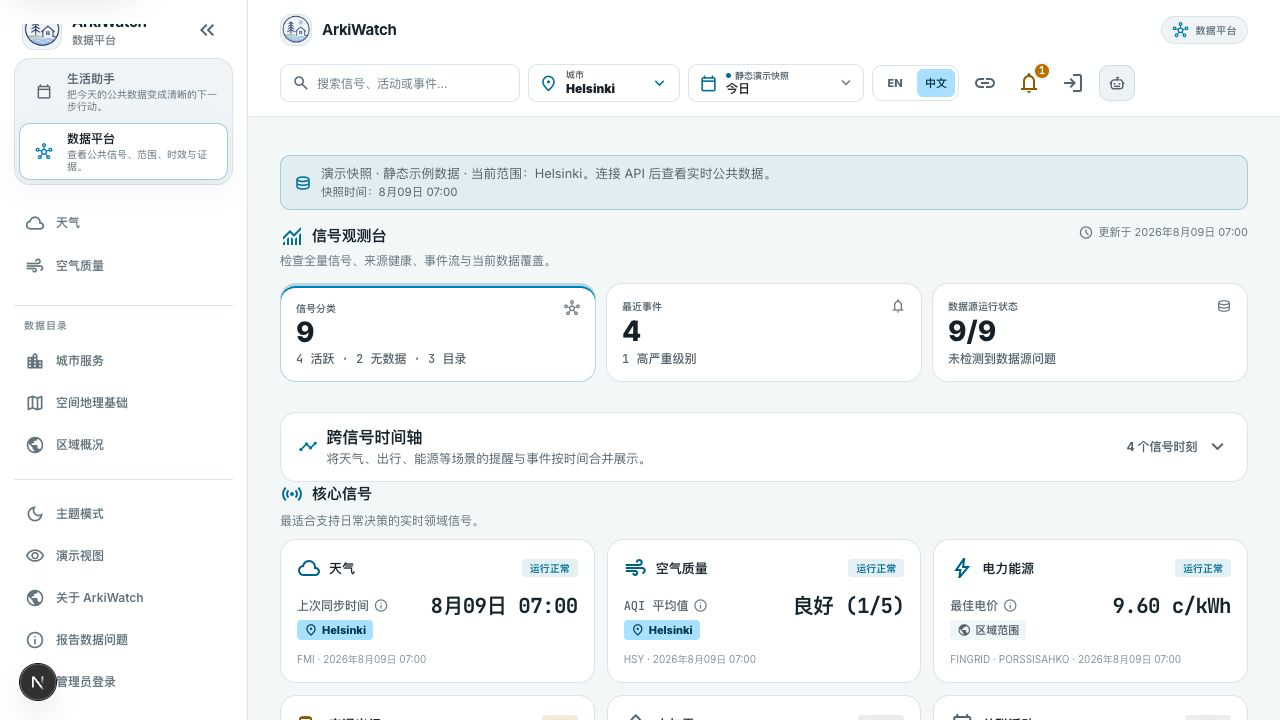 ArkiWatch
数据平台
生活助手
把今天的公共数据变成清晰的下一
步行动。
数据平台
查看公共信号、范围、时效与证
据。
天气
空气质量
数据目录
城市服务
空间地理基础
区域概况
主题模式
演示视图
关于 ArkiWatch
报告数据问题
N
管理员登录
ArkiWatch
数据平台
搜索信号、活动或事件...
城市
Helsinki
静态演示快照
今日
EN
中文
1
演示快照 · 静态示例数据 · 当前范围：Helsinki。连接 API 后查看实时公共数据。
快照时间：8月09日 07:00
信号观测台
更新于 2026年8月09日 07:00
检查全量信号、来源健康、事件流与当前数据覆盖。
信号分类
9
4 活跃 · 2 无数据 · 3 目录
最近事件
4
1 高严重级别
数据源运行状态
9/9
未检测到数据源问题
跨信号时间轴
将天气、出行、能源等场景的提醒与事件按时间合并展示。
4 个信号时刻
核心信号
最适合支持日常决策的实时领域信号。
天气
运行正常
上次同步时间
8月09日 07:00
Helsinki
FMI · 2026年8月09日 07:00
空气质量
运行正常
AQI 平均值
良好 (1/5)
Helsinki
HSY · 2026年8月09日 07:00
电力能源
运行正常
最佳电价
9.60 c/kWh
区域范围
FINGRID · PORSSISAHKO · 2026年8月09日 07:00